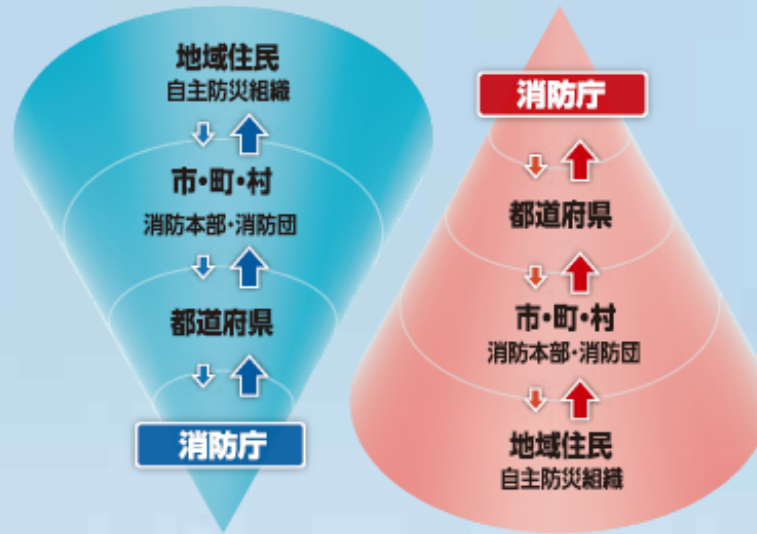 地域住民
自主防災組織
市・町・村
消防本部・消防団
都道府県
消防庁
消防庁
都道府県
市・町・村
消防本部・消防団
地域住民
自主防災組織